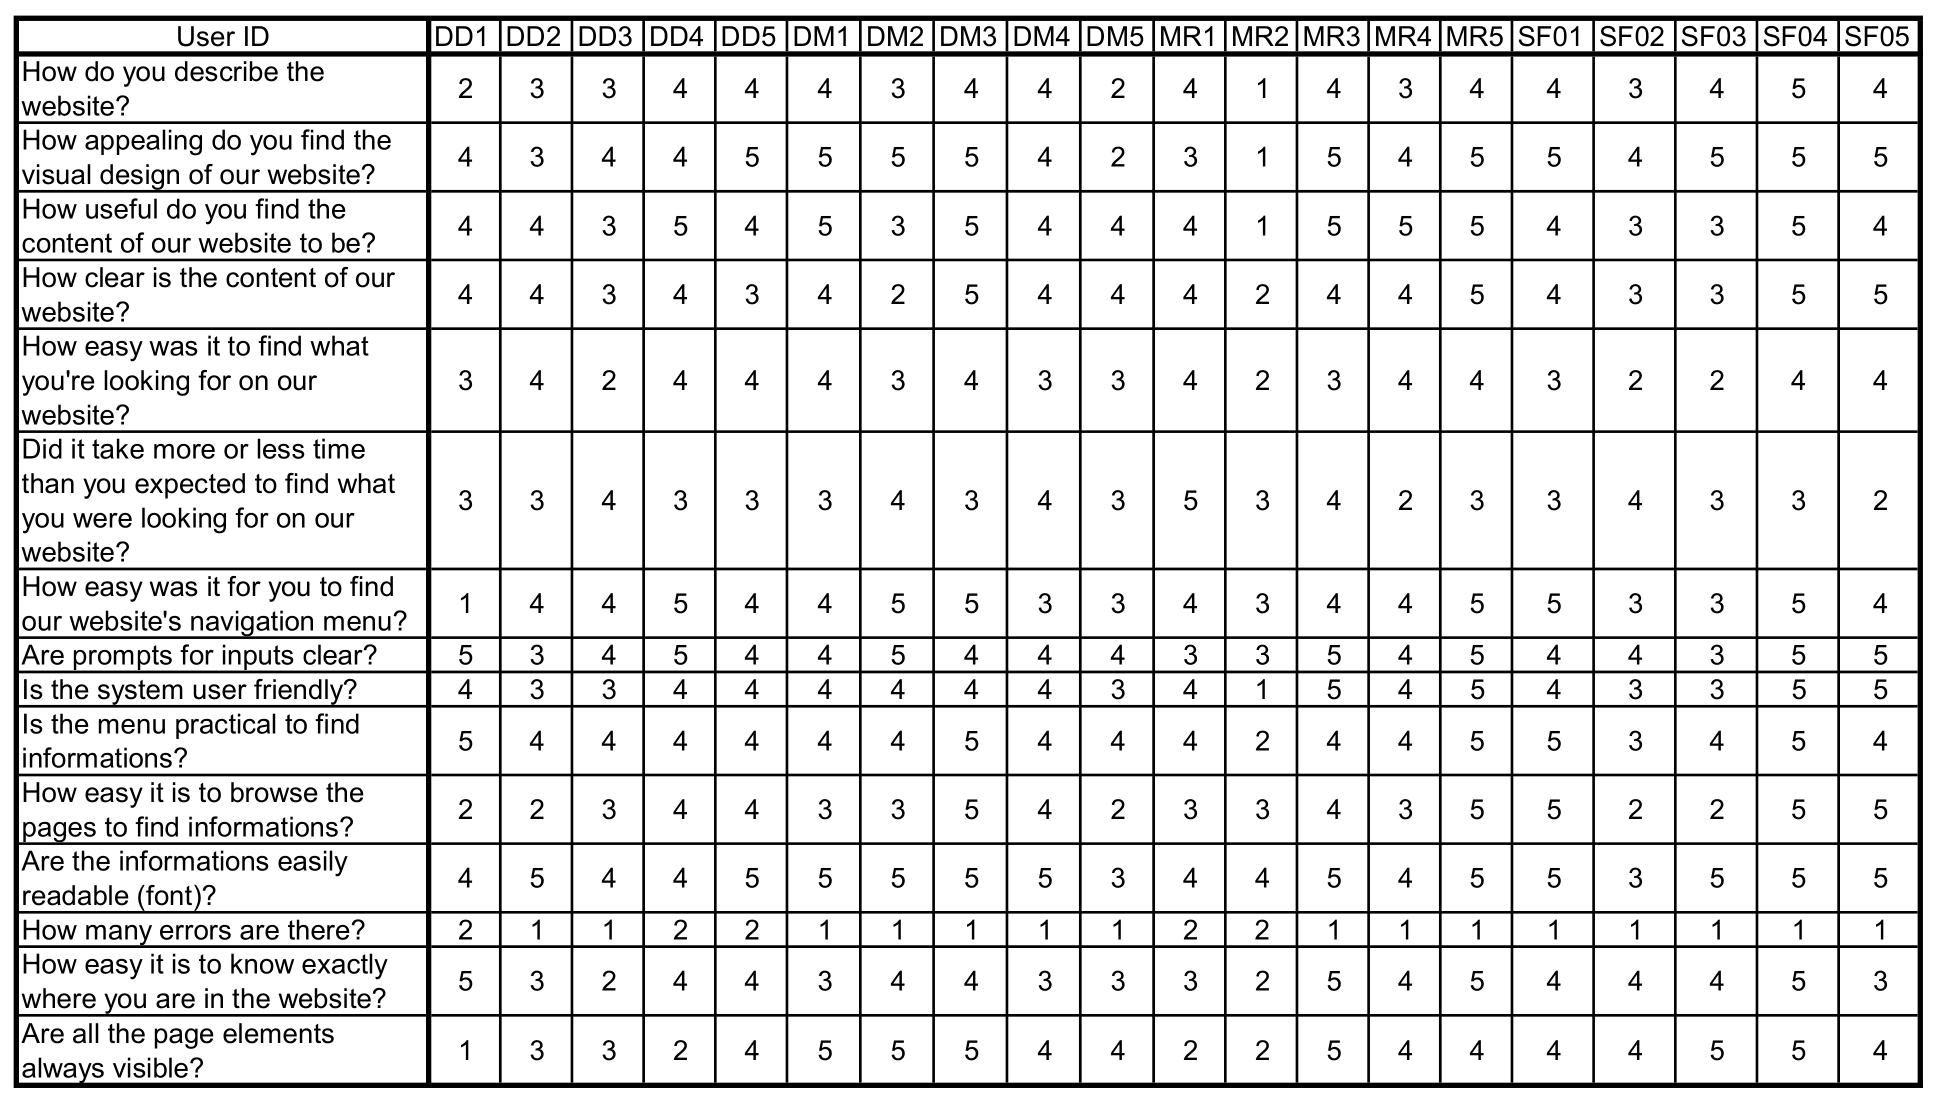 User ID DD1 DD2 DD3 DD4 DD5 DM1 DM2 DM3 DM4 DM5 MR1 MR2 MR3 MR4 MR5 SF01 SF02 SF03 SF04 SF05
How do you describe the
website?
2 3 3 4 4 4 3 4 4 2 4 1 4 3 4 4 3 4 5 4
How appealing do you find the
visual design of our website?
4 3 4 4 5 5 5 5 4 2 3 1 5 4 5 5 4 5 5 5
How useful do you find the
content of our website to be?
4 4 3 5 4 5 3 5 4 4 4 1 5 5 5 4 3 3 5 4
How clear is the content of our
website?
4 4 3 4 3 4 2 5 4 4 4 2 4 4 5 4 3 3 5 5
How easy was it to find what
you're looking for on our
website?
3 4 2 4 4 4 3 4 3 3 4 2 3 4 4 3 2 2 4 4
Did it take more or less time
than you expected to find what
you were looking for on our
website?
3 3 4 3 3 3 4 3 4 3 5 3 4 2 3 3 4 3 3 2
How easy was it for you to find
our website's navigation menu?
1 4 4 5 4 4 5 5 3 3 4 3 4 4 5 5 3 3 5 4
Are prompts for inputs clear? 5 3 4 5 4 4 5 4 4 4 3 3 5 4 5 4 4 3 5 5
Is the system user friendly? 4 3 3 4 4 4 4 4 4 3 4 1 5 4 5 4 3 3 5 5
Is the menu practical to find
informations?
5 4 4 4 4 4 4 5 4 4 4 2 4 4 5 5 3 4 5 4
How easy it is to browse the
pages to find informations?
2 2 3 4 4 3 3 5 4 2 3 3 4 3 5 5 2 2 5 5
Are the informations easily
readable (font)?
4 5 4 4 5 5 5 5 5 3 4 4 5 4 5 5 3 5 5 5
How many errors are there? 2 1 1 2 2 1 1 1 1 1 2 2 1 1 1 1 1 1 1 1
How easy it is to know exactly
where you are in the website?
5 3 2 4 4 3 4 4 3 3 3 2 5 4 5 4 4 4 5 3
Are all the page elements
always visible?
1 3 3 2 4 5 5 5 4 4 2 2 5 4 4 4 4 5 5 4